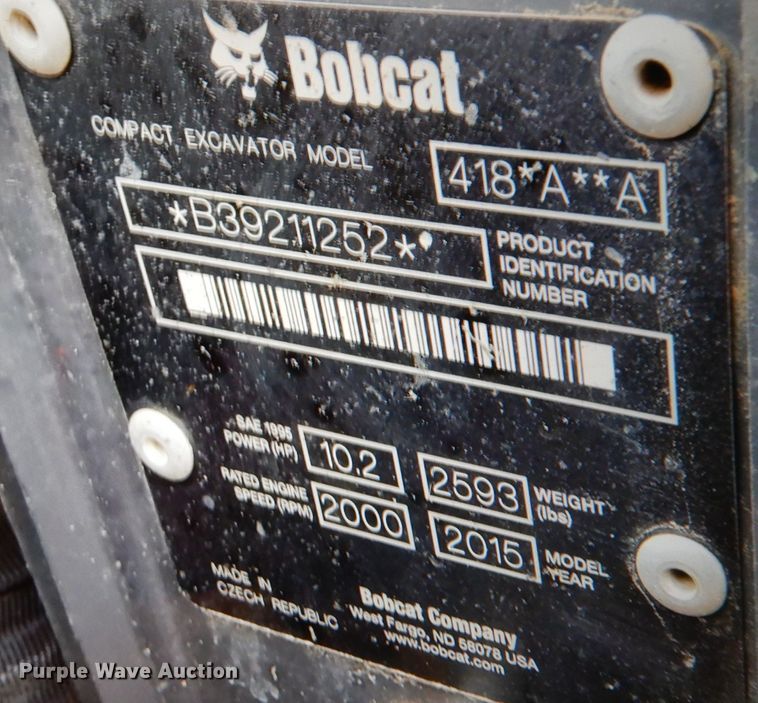 Bobcat
COMPACT EXCAVATOR MODEL 418*A**A
*B39211252*
PRODUCT
IDENTIFICATION
NUMBER
SAE 1995
POWER (HP) 10.2
2593 WEIGHT
(lbs)
RATED ENGINE
SPEED (RPM) 2000
2015 MODEL
YEAR
MADE IN
CZECH REPUBLIC
Bobcat Company
West Fargo, ND 58078 USA
www.bobcat.com
Purple Wave Auction